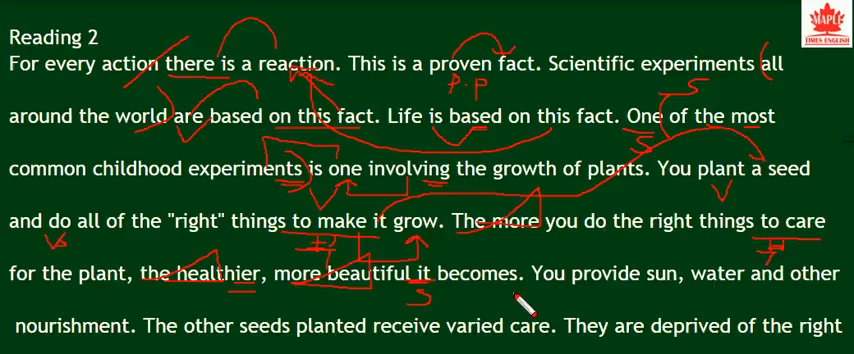 MAPLE
TIMES ENGLISH
Reading 2
For every action there is a reaction. This is a proven fact. Scientific experiments all
P.P
S
around the world are based on this fact. Life is based on this fact. One of the most
S
common childhood experiments is one involving the growth of plants. You plant a seed
V
and do all of the "right" things to make it grow. The more you do the right things to care
for the plant, the healthier, more beautiful it becomes. You provide sun, water and other
S
nourishment. The other seeds planted receive varied care. They are deprived of the right